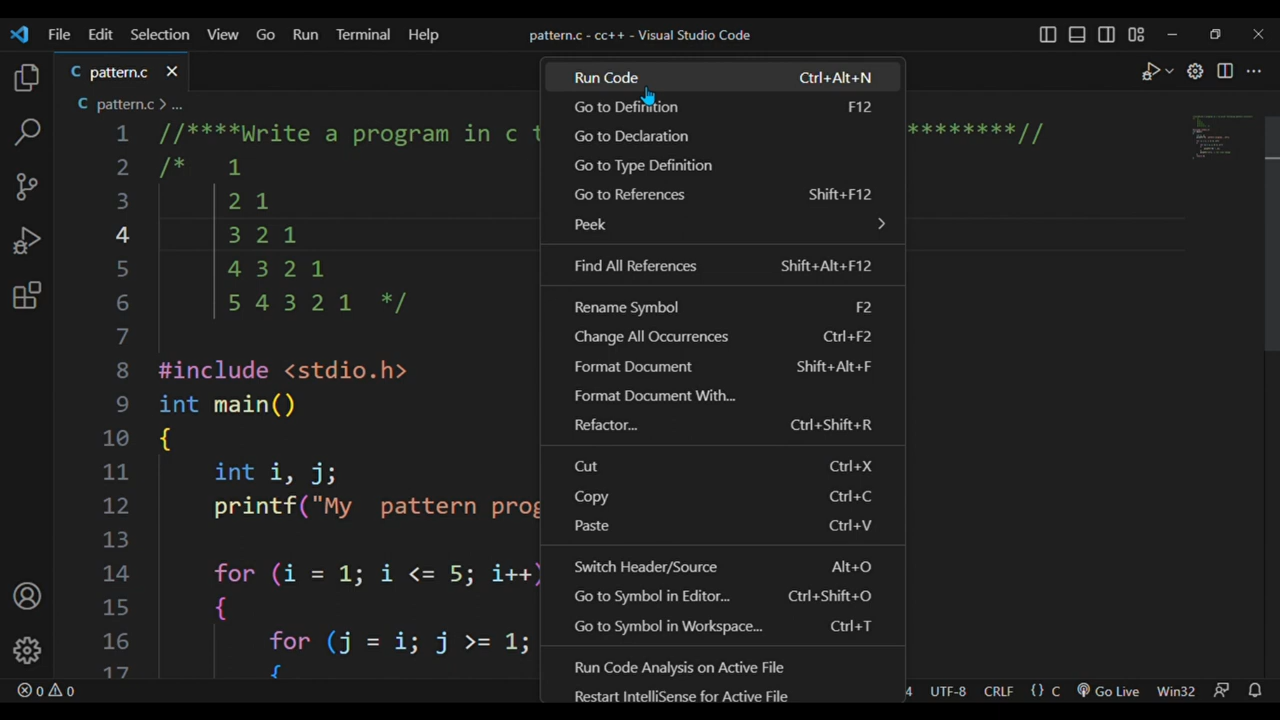 File Edit Selection View Go Run Terminal Help pattern.c - cc++ - Visual Studio Code
C pattern.c
C pattern.c > ...
1 //****Write a program in c t ********//
2 /* 1
3 2 1
4 3 2 1
5 4 3 2 1
6 5 4 3 2 1 */
7
8 #include <stdio.h>
9 int main()
10 {
11 int i, j;
12 printf("My pattern prog
13
14 for (i = 1; i <= 5; i++)
15 {
16 for (j = i; j >= 1;
17 {
Run Code Ctrl+Alt+N
Go to Definition F12
Go to Declaration
Go to Type Definition
Go to References Shift+F12
Peek >
Find All References Shift+Alt+F12
Rename Symbol F2
Change All Occurrences Ctrl+F2
Format Document Shift+Alt+F
Format Document With...
Refactor... Ctrl+Shift+R
Cut Ctrl+X
Copy Ctrl+C
Paste Ctrl+V
Switch Header/Source Alt+O
Go to Symbol in Editor... Ctrl+Shift+O
Go to Symbol in Workspace... Ctrl+T
Run Code Analysis on Active File
Restart IntelliSense for Active File
0 0 4 UTF-8 CRLF {} C Go Live Win32